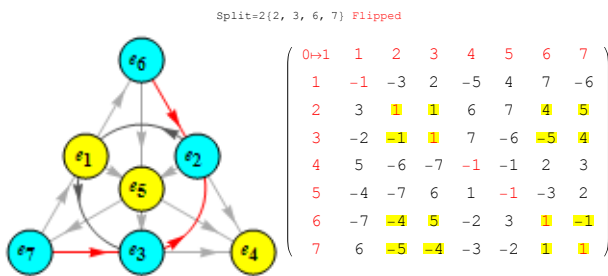 Split=2{2, 3, 6, 7} Flipped
0↦1 1 2 3 4 5 6 7
1 -1 -3 2 -5 4 7 -6
2 3 1 1 6 7 4 5
3 -2 -1 1 7 -6 -5 4
4 5 -6 -7 -1 -1 2 3
5 -4 -7 6 1 -1 -3 2
6 -7 -4 5 -2 3 1 -1
7 6 -5 -4 -3 -2 1 1
e6
e1 e2
e5
e7 e3 e4